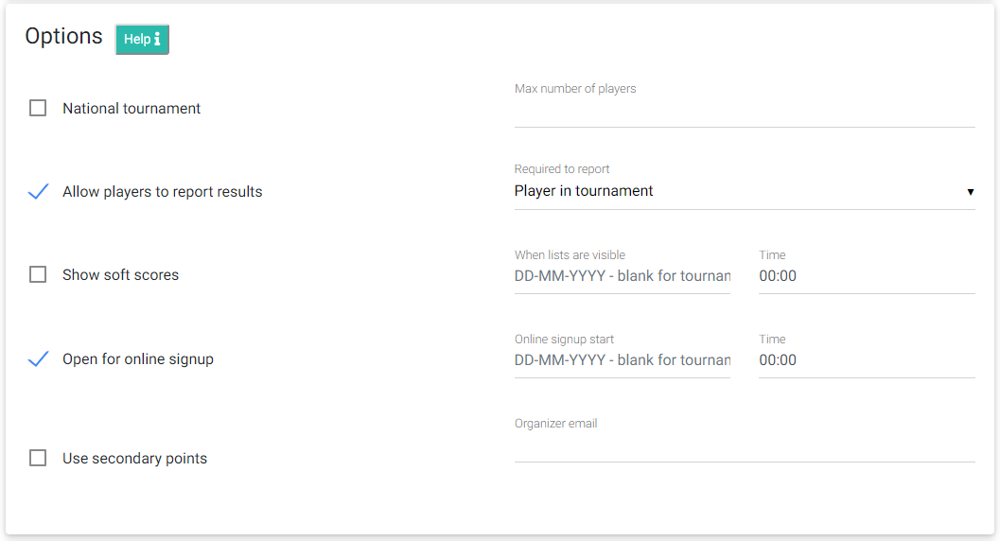 Options
Help i
National tournament
Max number of players
Allow players to report results
Required to report
Player in tournament
Show soft scores
When lists are visible
DD-MM-YYYY - blank for tournan
Time
00:00
Open for online signup
Online signup start
DD-MM-YYYY - blank for tournan
Time
00:00
Use secondary points
Organizer email